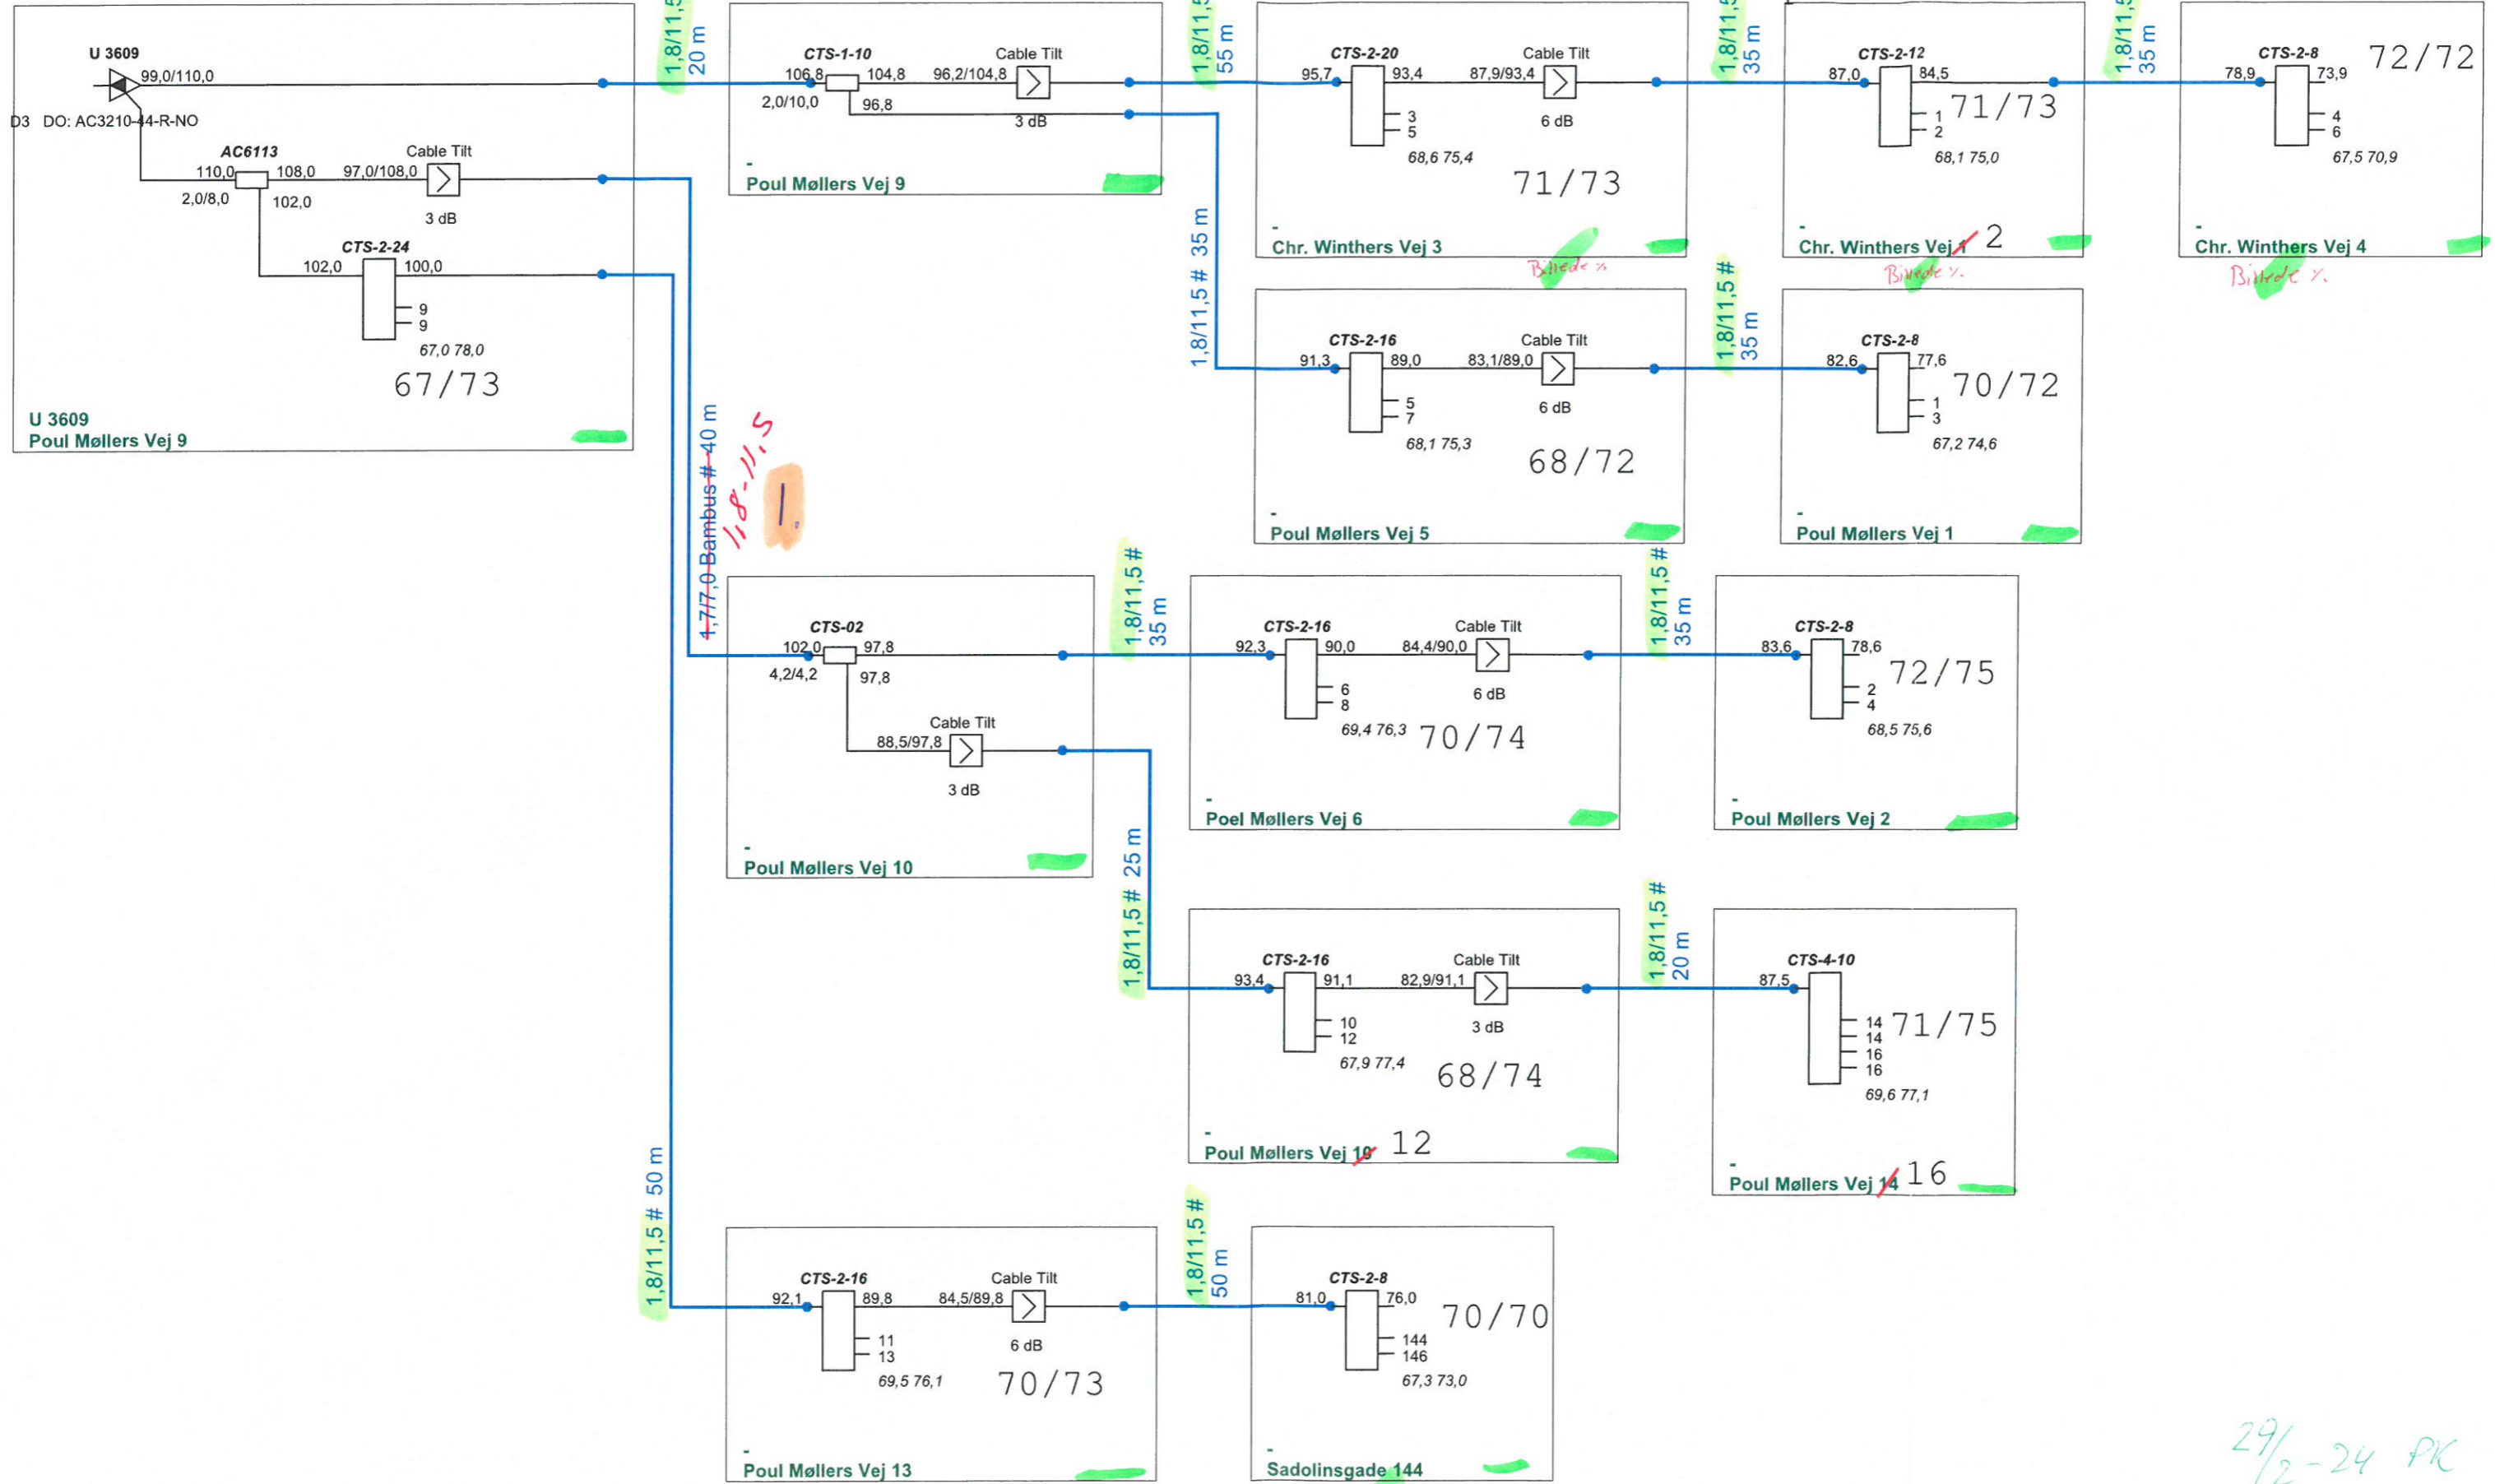 U 3609
99,0/110,0
D3 DO: AC3210-44-R-NO
AC6113
110,0
108,0
97,0/108,0
Cable Tilt
2,0/8,0
102,0
3 dB
CTS-2-24
102,0
100,0
9
9
67,0 78,0
67/73
U 3609
Poul Møllers Vej 9
1,8/11,5
20 m
CTS-1-10
Cable Tilt
106,8
104,8
96,2/104,8
2,0/10,0
96,8
3 dB
-
Poul Møllers Vej 9
1,8/11,5
55 m
CTS-2-20
Cable Tilt
95,7
93,4
87,9/93,4
3
5
6 dB
68,6 75,4
71/73
-
Chr. Winthers Vej 3
Billede %
1,8/11,5
35 m
CTS-2-12
87,0
84,5
1
2
71/73
68,1 75,0
-
Chr. Winthers Vej 1 2
Billede %
1,8/11,5
35 m
CTS-2-8
72/72
78,9
73,9
4
6
67,5 70,9
-
Chr. Winthers Vej 4
Billede %
1,8/11,5 # 35 m
CTS-2-16
Cable Tilt
91,3
89,0
83,1/89,0
5
7
6 dB
68,1 75,3
68/72
-
Poul Møllers Vej 5
1,8/11,5 #
35 m
CTS-2-8
82,6
77,6
70/72
1
3
67,2 74,6
-
Poul Møllers Vej 1
1,7/7,0 Bambus # 40 m
1,8-11,5
1.
CTS-02
102,0
97,8
4,2/4,2
97,8
Cable Tilt
88,5/97,8
3 dB
-
Poul Møllers Vej 10
1,8/11,5 #
35 m
CTS-2-16
Cable Tilt
92,3
90,0
84,4/90,0
6
8
6 dB
69,4 76,3
70/74
-
Poel Møllers Vej 6
1,8/11,5 #
35 m
CTS-2-8
83,6
78,6
72/75
2
4
68,5 75,6
-
Poul Møllers Vej 2
1,8/11,5 # 25 m
CTS-2-16
Cable Tilt
93,4
91,1
82,9/91,1
10
12
3 dB
67,9 77,4
68/74
-
Poul Møllers Vej 10 12
1,8/11,5 #
20 m
CTS-4-10
87,5
14
14
16
16
71/75
69,6 77,1
-
Poul Møllers Vej 14 16
1,8/11,5 # 50 m
CTS-2-16
Cable Tilt
92,1
89,8
84,5/89,8
11
13
6 dB
69,5 76,1
70/73
-
Poul Møllers Vej 13
1,8/11,5 #
50 m
CTS-2-8
81,0
76,0
70/70
144
146
67,3 73,0
-
Sadolinsgade 144
29/2-24 PK